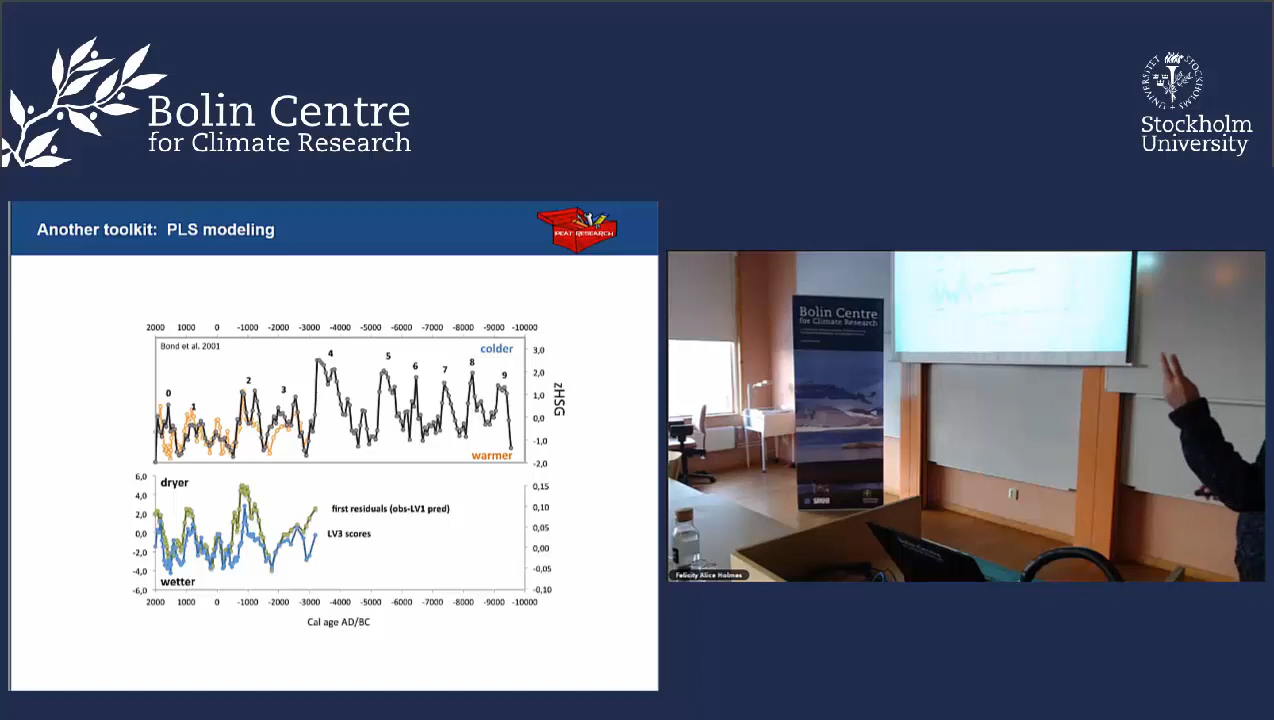 Bolin Centre
for Climate Research
STOCKHOLMS
UNIVERSITET
Stockholm
University
Another toolkit: PLS modeling
PEAT RESEARCH
2000 1000 0 -1000 -2000 -3000 -4000 -5000 -6000 -7000 -8000 -9000 -10000
Bond et al. 2001
colder
0 1 2 3 4 5 6 7 8 9
3,0
2,0
1,0
0,0
-1,0
-2,0
zHSG
warmer
6,0
4,0
2,0
0,0
-2,0
-4,0
-6,0
dryer
first residuals (obs-LV1 pred)
LV3 scores
wetter
0,15
0,10
0,05
0,00
-0,05
-0,10
2000 1000 0 -1000 -2000 -3000 -4000 -5000 -6000 -7000 -8000 -9000 -10000
Cal age AD/BC
Bolin Centre
for Climate Research
Felicity Alice Holmes